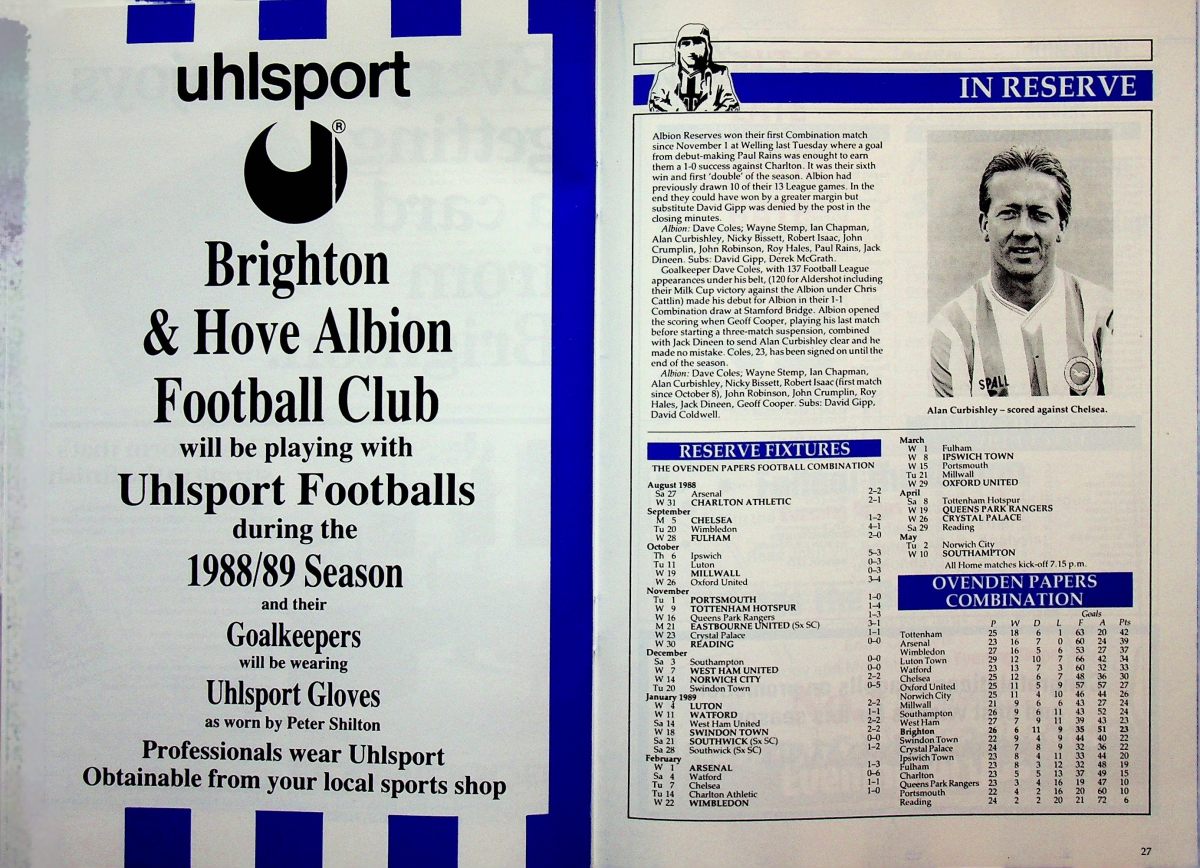 uhlsport
®
Brighton
& Hove Albion
Football Club
will be playing with
Uhlsport Footballs
during the
1988/89 Season
and their
Goalkeepers
will be wearing
Uhlsport Gloves
as worn by Peter Shilton
Professionals wear Uhlsport
Obtainable from your local sports shop
IN RESERVE
Albion Reserves won their first Combination match
since November 1 at Welling last Tuesday where a goal
from debut-making Paul Rains was enought to earn
them a 1-0 success against Charlton. It was their sixth
win and first 'double' of the season. Albion had
previously drawn 10 of their 13 League games. In the
end they could have won by a greater margin but
substitute David Gipp was denied by the post in the
closing minutes.
Albion: Dave Coles; Wayne Stemp, Ian Chapman,
Alan Curbishley, Nicky Bissett, Robert Isaac, John
Crumplin, John Robinson, Roy Hales, Paul Rains, Jack
Dineen. Subs: David Gipp, Derek McGrath.
Goalkeeper Dave Coles, with 137 Football League
appearances under his belt, (120 for Aldershot including
their Milk Cup victory against the Albion under Chris
Cattlin) made his debut for Albion in their 1-1
Combination draw at Stamford Bridge. Albion opened
the scoring when Geoff Cooper, playing his last match
before starting a three-match suspension, combined
with Jack Dineen to send Alan Curbishley clear and he
made no mistake. Coles, 23, has been signed on until the
end of the season.
Albion: Dave Coles; Wayne Stemp, Ian Chapman,
Alan Curbishley, Nicky Bissett, Robert Isaac (first match
since October 8), John Robinson, John Crumplin, Roy
Hales, Jack Dineen, Geoff Cooper. Subs: David Gipp,
David Coldwell.
SPALL
Alan Curbishley – scored against Chelsea.
RESERVE FIXTURES
THE OVENDEN PAPERS FOOTBALL COMBINATION
August 1988
Sa 27 Arsenal 2–2
W 31 CHARLTON ATHLETIC 2–1
September
M 5 CHELSEA 1–2
Tu 20 Wimbledon 4–1
W 28 FULHAM 2–0
October
Th 6 Ipswich 5–3
Tu 11 Luton 0–3
W 19 MILLWALL 0–3
W 26 Oxford United 3–4
November
Tu 1 PORTSMOUTH 1–0
W 9 TOTTENHAM HOTSPUR 1–4
W 16 Queens Park Rangers 1–3
M 21 EASTBOURNE UNITED (Sx SC) 3–1
W 23 Crystal Palace 1–1
W 30 READING 0–0
December
Sa 3 Southampton 0–0
W 7 WEST HAM UNITED 0–0
W 14 NORWICH CITY 2–2
Tu 20 Swindon Town 0–5
January 1989
W 4 LUTON 2–2
W 11 WATFORD 1–1
Sa 14 West Ham United 2–2
W 18 SWINDON TOWN 2–2
Sa 21 SOUTHWICK (Sx SC) 0–0
Sa 28 Southwick (Sx SC) 1–2
February
W 1 ARSENAL 1–3
Sa 4 Watford 0–6
Tu 7 Chelsea 1–1
Tu 14 Charlton Athletic 1–0
W 22 WIMBLEDON
March
W 1 Fulham
W 8 IPSWICH TOWN
W 15 Portsmouth
Tu 21 Millwall
W 29 OXFORD UNITED
April
Sa 8 Tottenham Hotspur
W 19 QUEENS PARK RANGERS
W 26 CRYSTAL PALACE
Sa 29 Reading
May
Tu 2 Norwich City
W 10 SOUTHAMPTON
All Home matches kick-off 7.15 p.m.
OVENDEN PAPERS
COMBINATION
Goals
P W D L F A Pts
Tottenham 25 18 6 1 63 20 42
Arsenal 23 16 7 0 60 24 39
Wimbledon 27 16 5 6 53 27 37
Luton Town 29 12 10 7 66 42 34
Watford 23 13 7 3 60 32 33
Chelsea 25 12 6 7 48 36 30
Oxford United 25 11 5 9 57 57 27
Norwich City 25 11 4 10 46 44 26
Millwall 21 9 6 6 43 27 24
Southampton 26 9 6 11 43 52 24
West Ham 27 7 9 11 39 43 23
Brighton 26 6 11 9 35 51 23
Swindon Town 22 9 4 9 44 40 22
Crystal Palace 24 7 8 9 32 36 22
Ipswich Town 23 8 4 11 33 44 20
Fulham 23 8 3 12 32 48 19
Charlton 23 5 5 13 37 49 15
Queens Park Rangers 23 3 4 16 19 47 10
Portsmouth 22 4 2 16 20 60 10
Reading 24 2 2 20 21 72 6
27